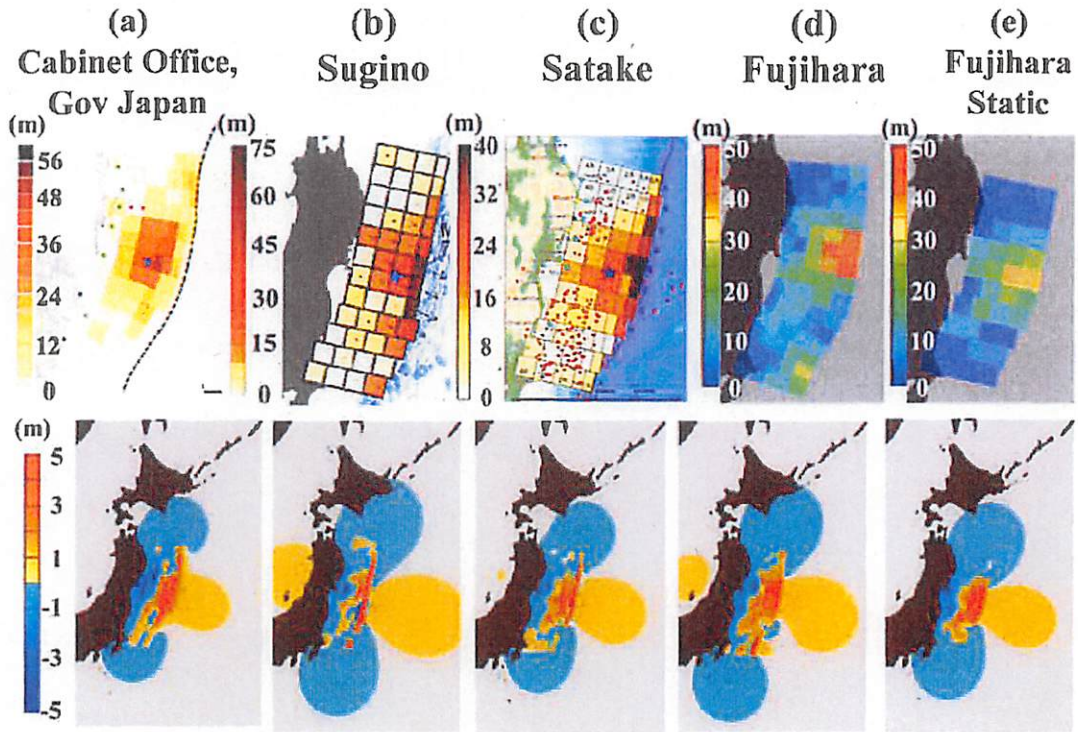 (a)
Cabinet Office,
Gov Japan
(b)
Sugino
(c)
Satake
(d)
Fujihara
(e)
Fujihara
Static
(m)
56
48
36
24
12
0
(m)
75
60
45
30
15
0
(m)
40
32
24
16
8
0
(m)
50
40
30
20
10
0
(m)
50
40
30
20
10
0
(m)
5
3
1
-1
-3
-5